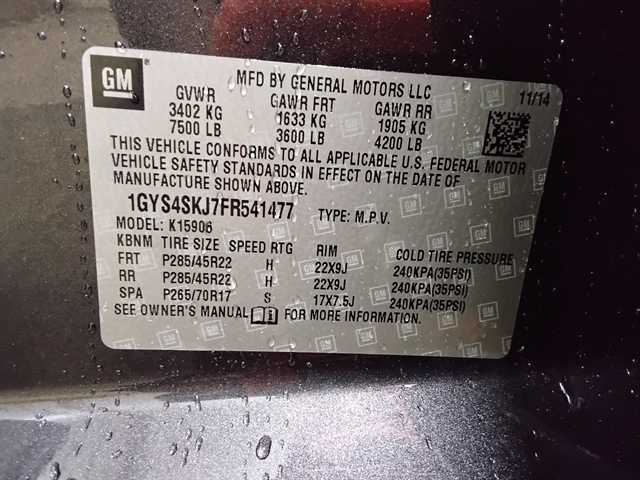 GM
MFD BY GENERAL MOTORS LLC
11/14
GVWR GAWR FRT GAWR RR
3402 KG 1633 KG 1905 KG
7500 LB 3600 LB 4200 LB
THIS VEHICLE CONFORMS TO ALL APPLICABLE U.S. FEDERAL MOTOR
VEHICLE SAFETY STANDARDS IN EFFECT ON THE DATE OF
MANUFACTURE SHOWN ABOVE.
1GYS4SKJ7FR541477 TYPE: M.P.V.
MODEL: K15906
KBNM TIRE SIZE SPEED RTG RIM COLD TIRE PRESSURE
FRT P285/45R22 H 22X9J 240KPA(35PSI)
RR P285/45R22 H 22X9J 240KPA(35PSI)
SPA P265/70R17 S 17X7.5J 240KPA(35PSI)
SEE OWNER'S MANUAL FOR MORE INFORMATION.